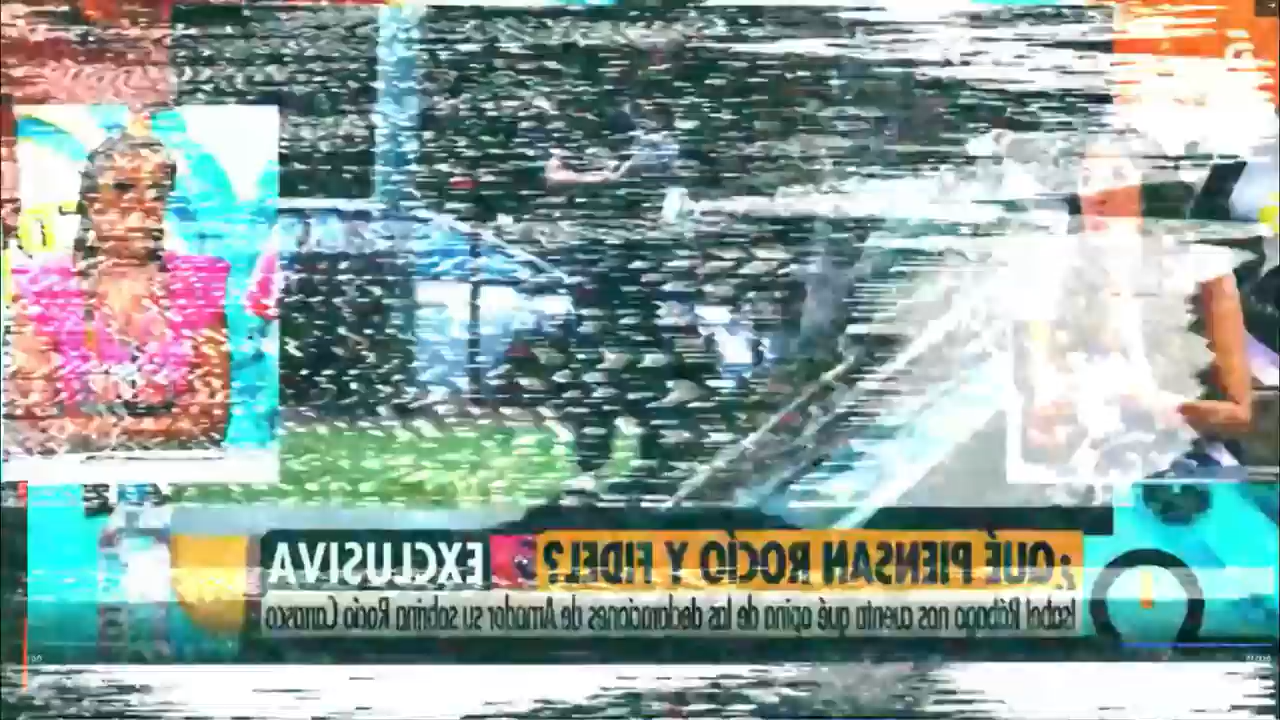 EXCLUSIVA
¿QUÉ PIENSAN ROCÍO Y FIDEL?
Isabel Rábago nos cuenta qué opina de las declaraciones de Amador su sobrina Rocío Carrasco